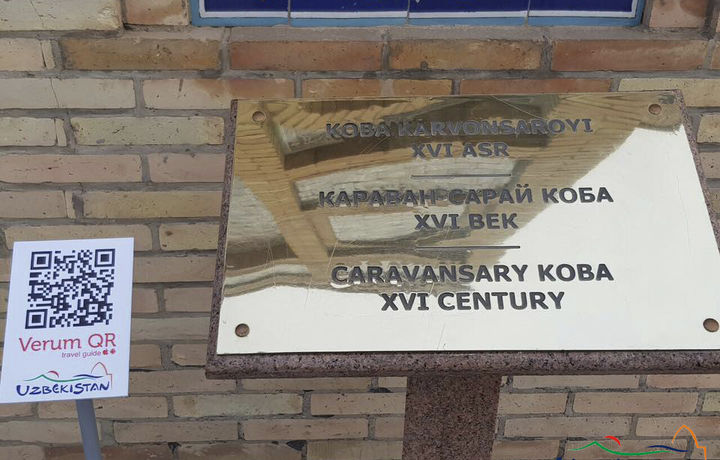 KOBA KARVONSAROYI
XVI ASR
КАРАВАН-САРАЙ КОБА
XVI ВЕК
CARAVANSARY KOBA
XVI CENTURY
Verum QR
travel guide
UZBEKISTAN